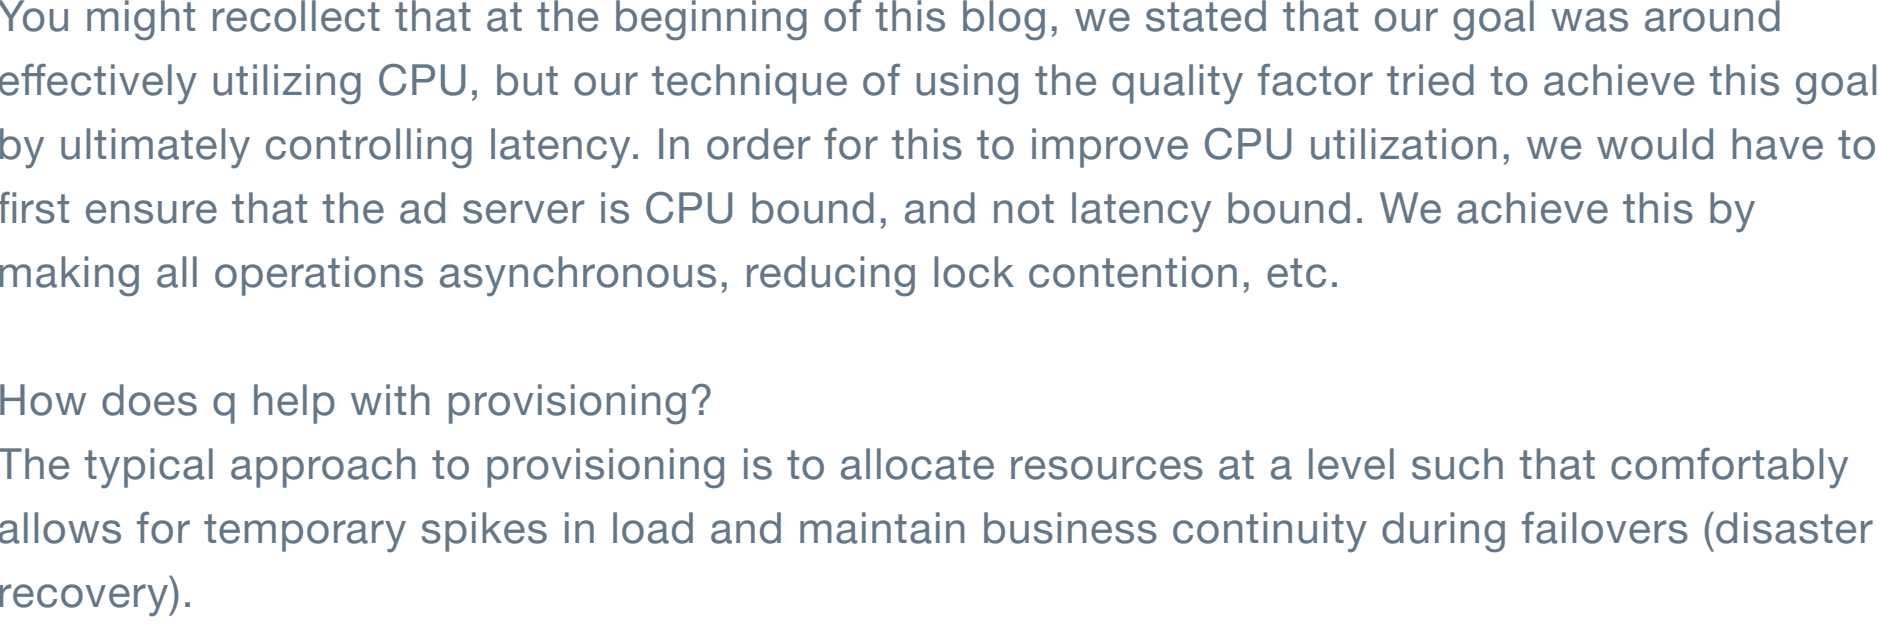 You might recollect that at the beginning of this blog, we stated that our goal was around
effectively utilizing CPU, but our technique of using the quality factor tried to achieve this goal
by ultimately controlling latency. In order for this to improve CPU utilization, we would have to
first ensure that the ad server is CPU bound, and not latency bound. We achieve this by
making all operations asynchronous, reducing lock contention, etc.
How does q help with provisioning?
The typical approach to provisioning is to allocate resources at a level such that comfortably
allows for temporary spikes in load and maintain business continuity during failovers (disaster
recovery).